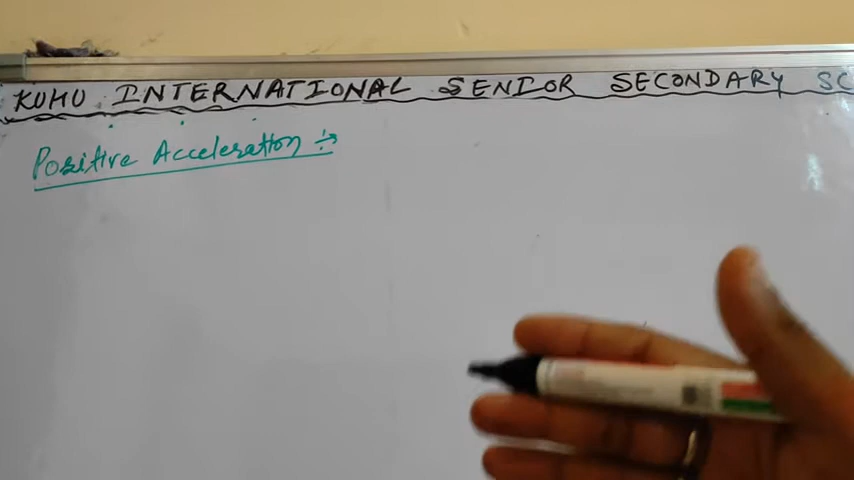 KUHU INTERNATIONAL SENIOR SECONDARY SC
Positive Acceleration ÷→